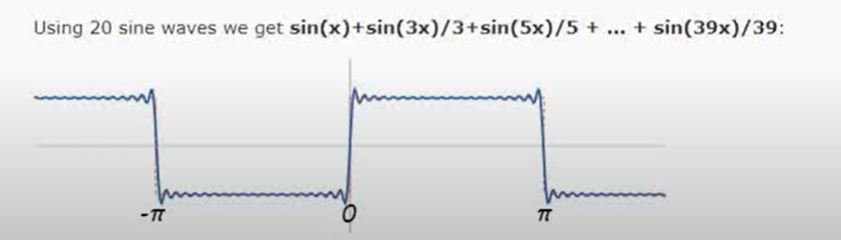 Using 20 sine waves we get sin(x)+sin(3x)/3+sin(5x)/5 + ... + sin(39x)/39:
-π 0 π